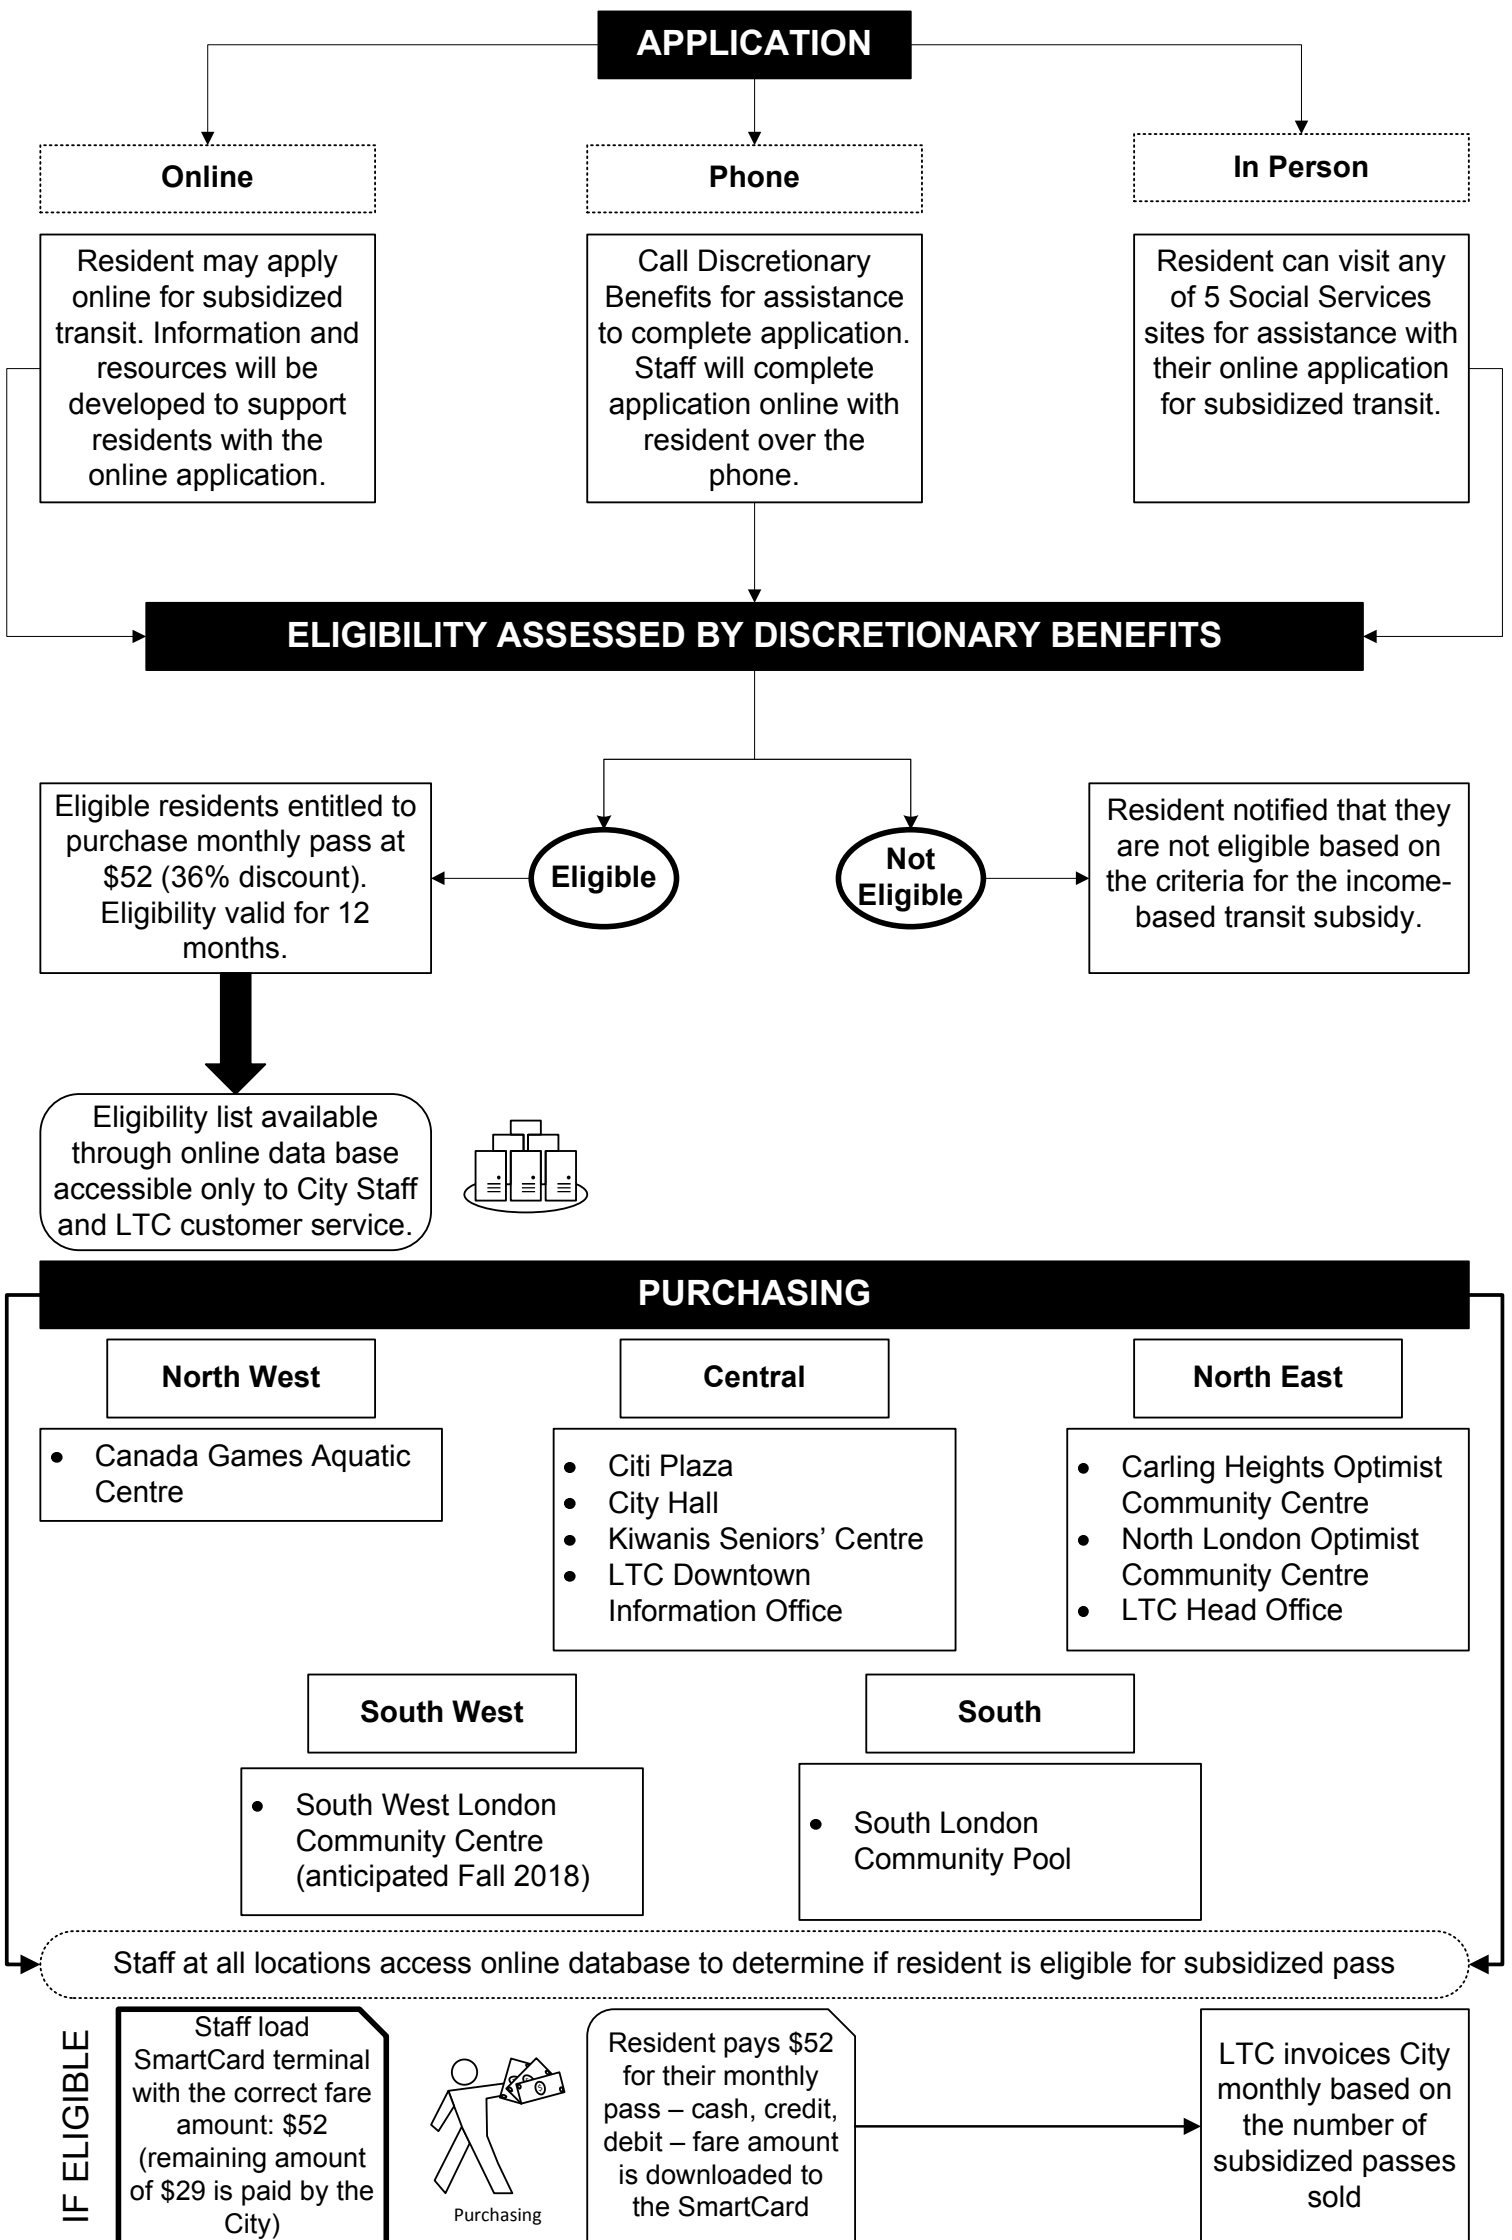 APPLICATION
Online
Resident may apply
online for subsidized
transit. Information and
resources will be
developed to support
residents with the
online application.
Phone
Call Discretionary
Benefits for assistance
to complete application.
Staff will complete
application online with
resident over the
phone.
In Person
Resident can visit any
of 5 Social Services
sites for assistance with
their online application
for subsidized transit.
ELIGIBILITY ASSESSED BY DISCRETIONARY BENEFITS
Eligible residents entitled to
purchase monthly pass at
$52 (36% discount).
Eligibility valid for 12
months.
Eligible
Not
Eligible
Resident notified that they
are not eligible based on
the criteria for the income-
based transit subsidy.
Eligibility list available
through online data base
accessible only to City Staff
and LTC customer service.
PURCHASING
North West
• Canada Games Aquatic
Centre
Central
• Citi Plaza
• City Hall
• Kiwanis Seniors’ Centre
• LTC Downtown
Information Office
North East
• Carling Heights Optimist
Community Centre
• North London Optimist
Community Centre
• LTC Head Office
South West
• South West London
Community Centre
(anticipated Fall 2018)
South
• South London
Community Pool
Staff at all locations access online database to determine if resident is eligible for subsidized pass
IF ELIGIBLE
Staff load
SmartCard terminal
with the correct fare
amount: $52
(remaining amount
of $29 is paid by the
City)
$
Purchasing
Resident pays $52
for their monthly
pass – cash, credit,
debit – fare amount
is downloaded to
the SmartCard
LTC invoices City
monthly based on
the number of
subsidized passes
sold